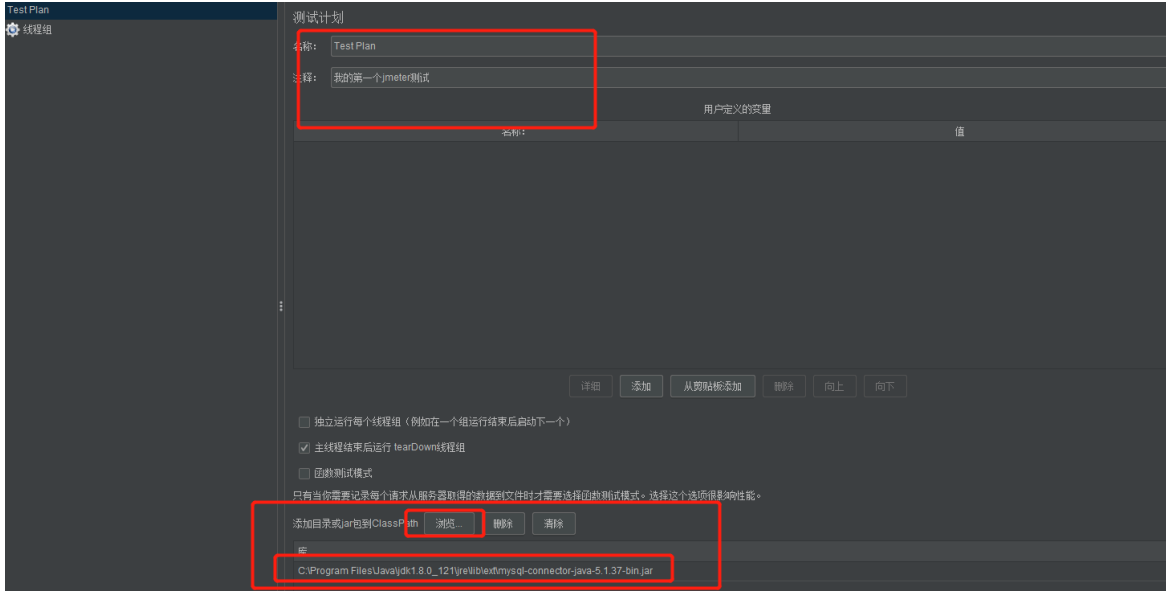 Test Plan
线程组
测试计划
名称: Test Plan
注释: 我的第一个jmeter测试
用户定义的变量
名称: 值
详细 添加 从剪贴板添加 删除 向上 向下
独立运行每个线程组（例如在一个组运行结束后启动下一个）
主线程结束后运行 tearDown线程组
函数测试模式
只有当你需要记录每个请求从服务器取得的数据到文件时才需要选择函数测试模式。选择这个选项很影响性能。
添加目录或jar包到ClassPath 浏览... 删除 清除
库
C:\Program Files\Java\jdk1.8.0_121\jre\lib\ext\mysql-connector-java-5.1.37-bin.jar